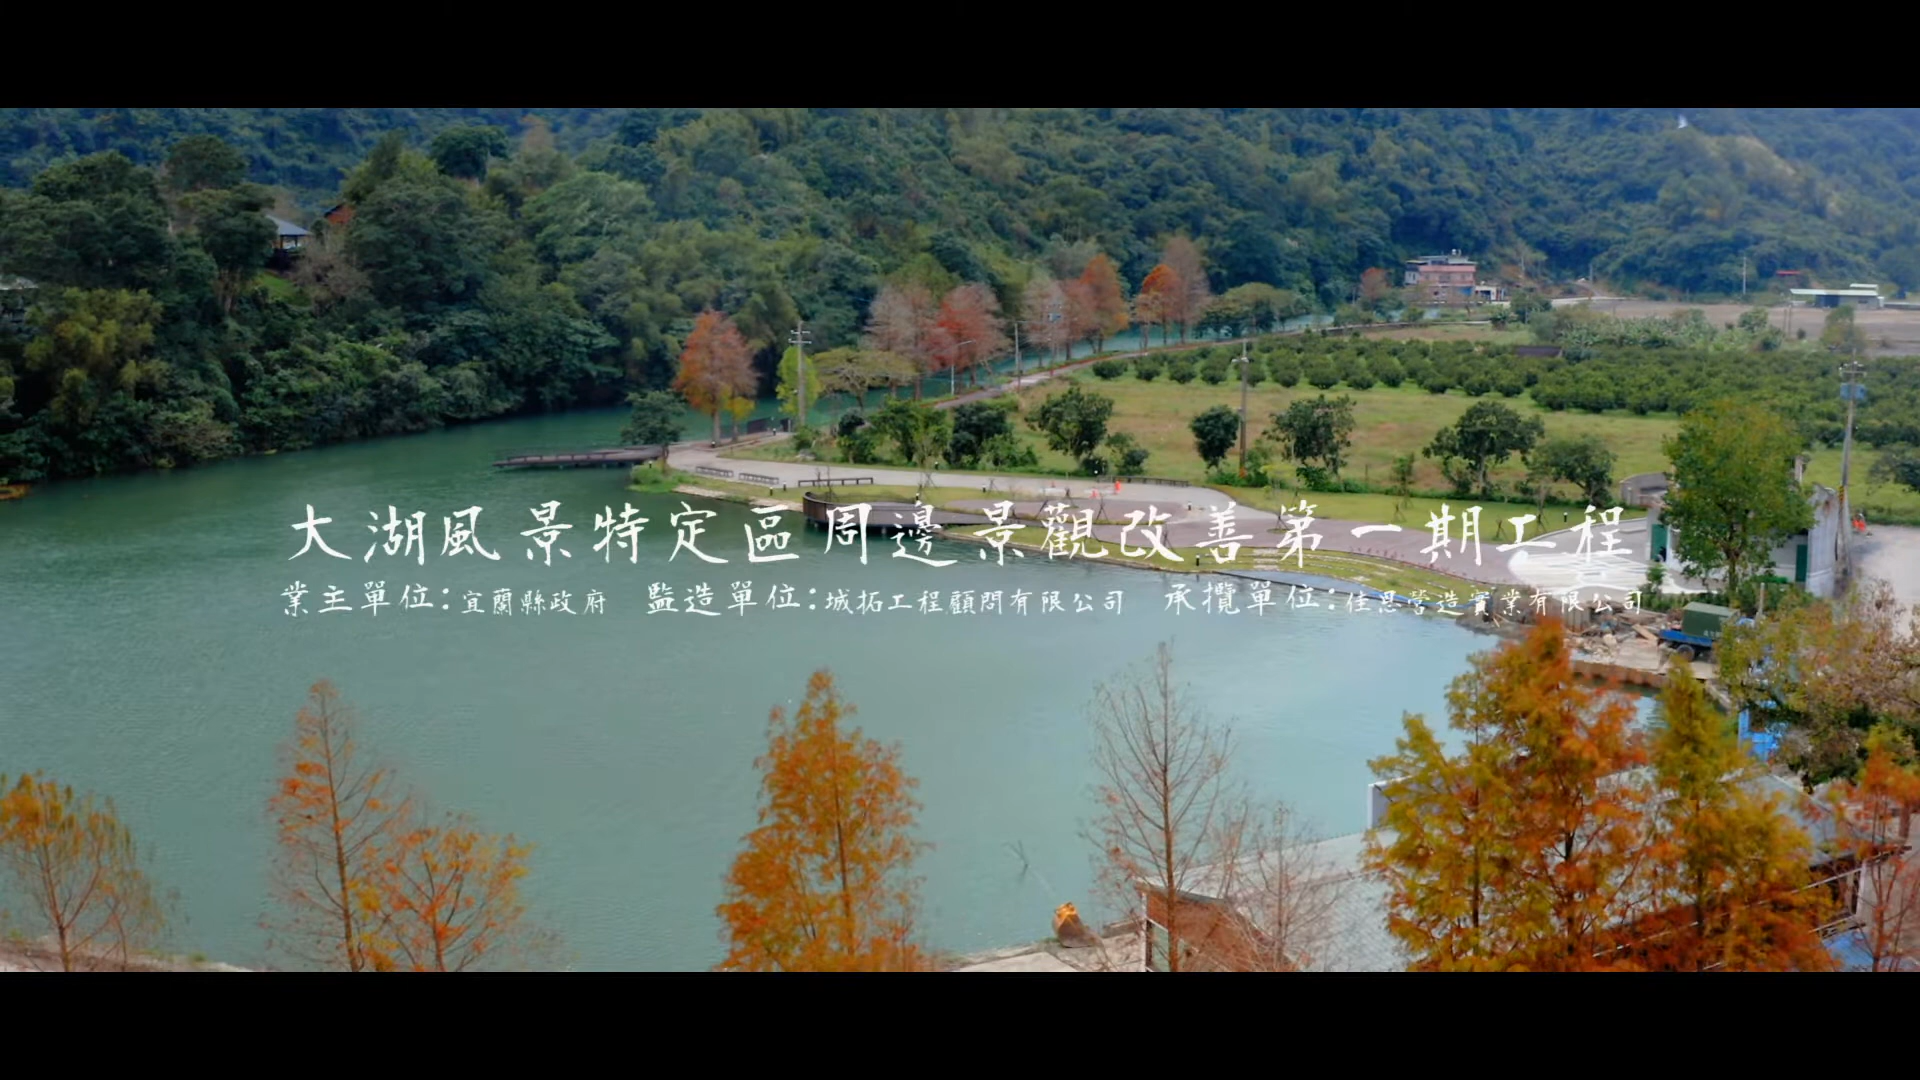 大湖風景特定區周邊景觀改善第一期工程
業主單位:宜蘭縣政府 監造單位:城拓工程顧問有限公司 承攬單位:佳恩營造實業有限公司